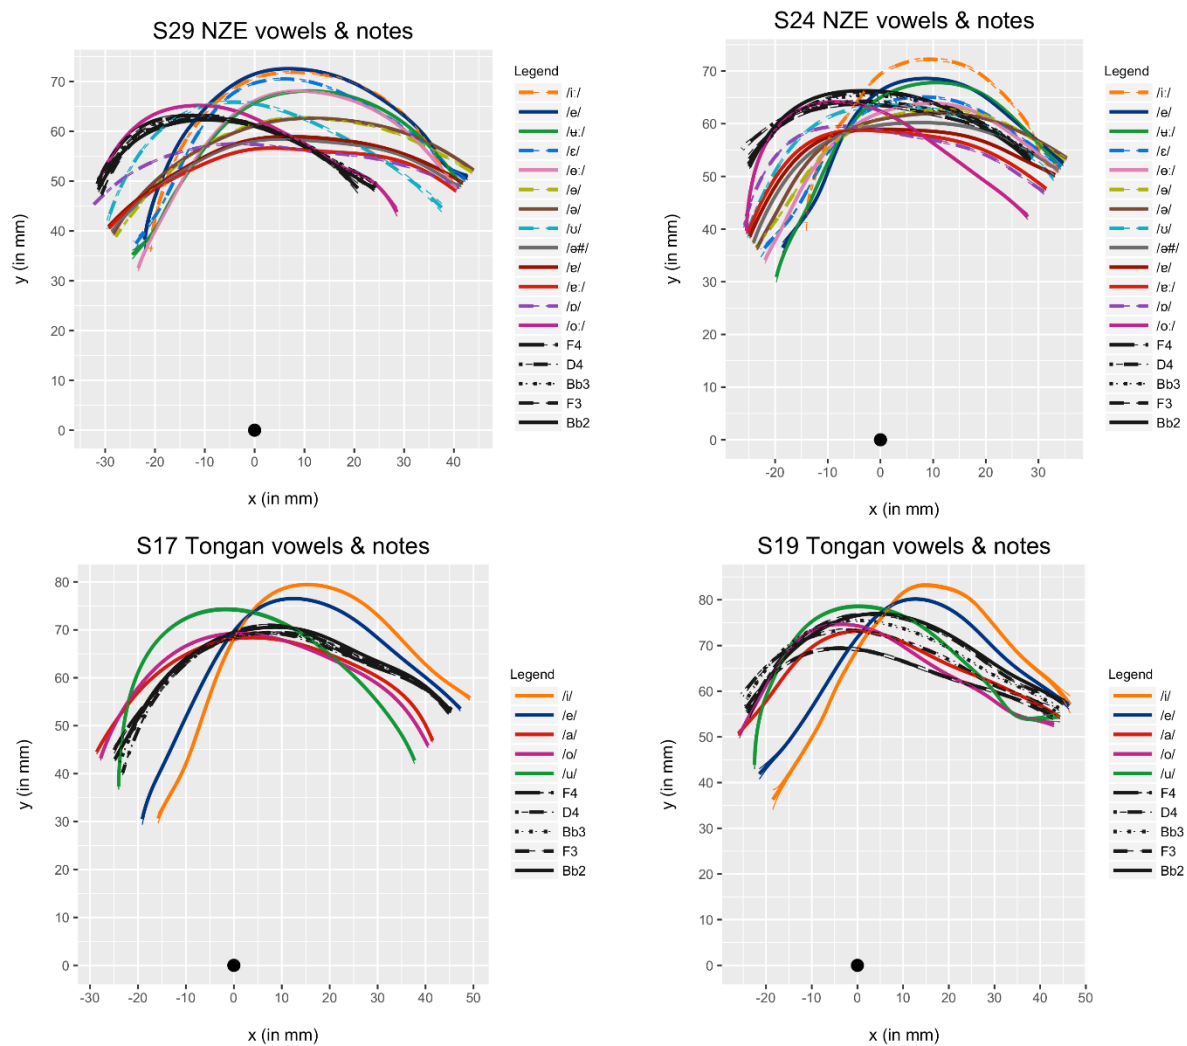 S29 NZE vowels & notes
y (in mm)
70
60
50
40
30
20
10
0
-30 -20 -10 0 10 20 30 40
x (in mm)
Legend
/iː/
/e/
/ʉː/
/ɛ/
/ɵː/
/ɘ/
/ə/
/ʊ/
/ə#/
/ɐ/
/ɐː/
/ɒ/
/oː/
F4
D4
Bb3
F3
Bb2
S24 NZE vowels & notes
y (in mm)
70
60
50
40
30
20
10
0
-20 -10 0 10 20 30
x (in mm)
Legend
/iː/
/e/
/ʉː/
/ɛ/
/ɵː/
/ɘ/
/ə/
/ʊ/
/ə#/
/ɐ/
/ɐː/
/ɒ/
/oː/
F4
D4
Bb3
F3
Bb2
S17 Tongan vowels & notes
y (in mm)
80
70
60
50
40
30
20
10
0
-30 -20 -10 0 10 20 30 40 50
x (in mm)
Legend
/i/
/e/
/a/
/o/
/u/
F4
D4
Bb3
F3
Bb2
S19 Tongan vowels & notes
y (in mm)
80
70
60
50
40
30
20
10
0
-20 -10 0 10 20 30 40 50
x (in mm)
Legend
/i/
/e/
/a/
/o/
/u/
F4
D4
Bb3
F3
Bb2